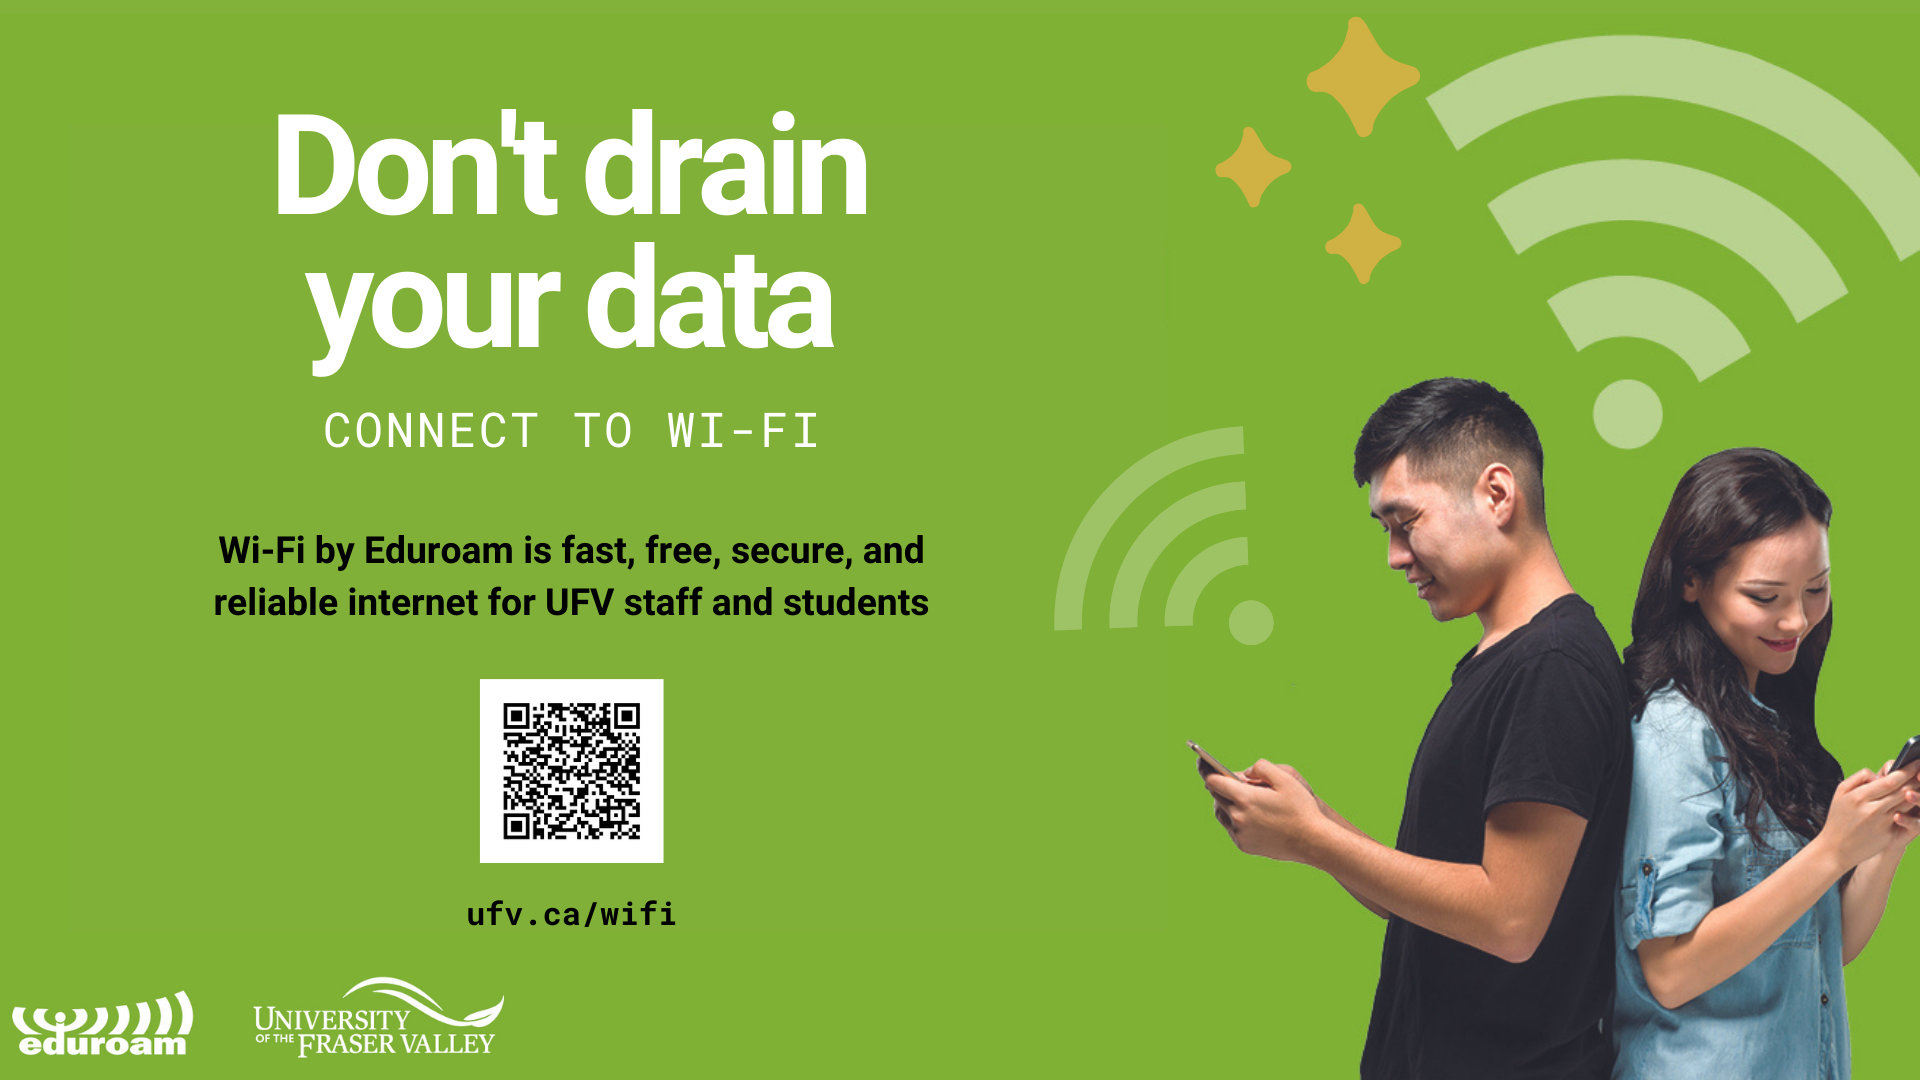 Don't drain
your data
CONNECT TO WI-FI
Wi-Fi by Eduroam is fast, free, secure, and
reliable internet for UFV staff and students
ufv.ca/wifi
eduroam
UNIVERSITY
OF THE FRASER VALLEY